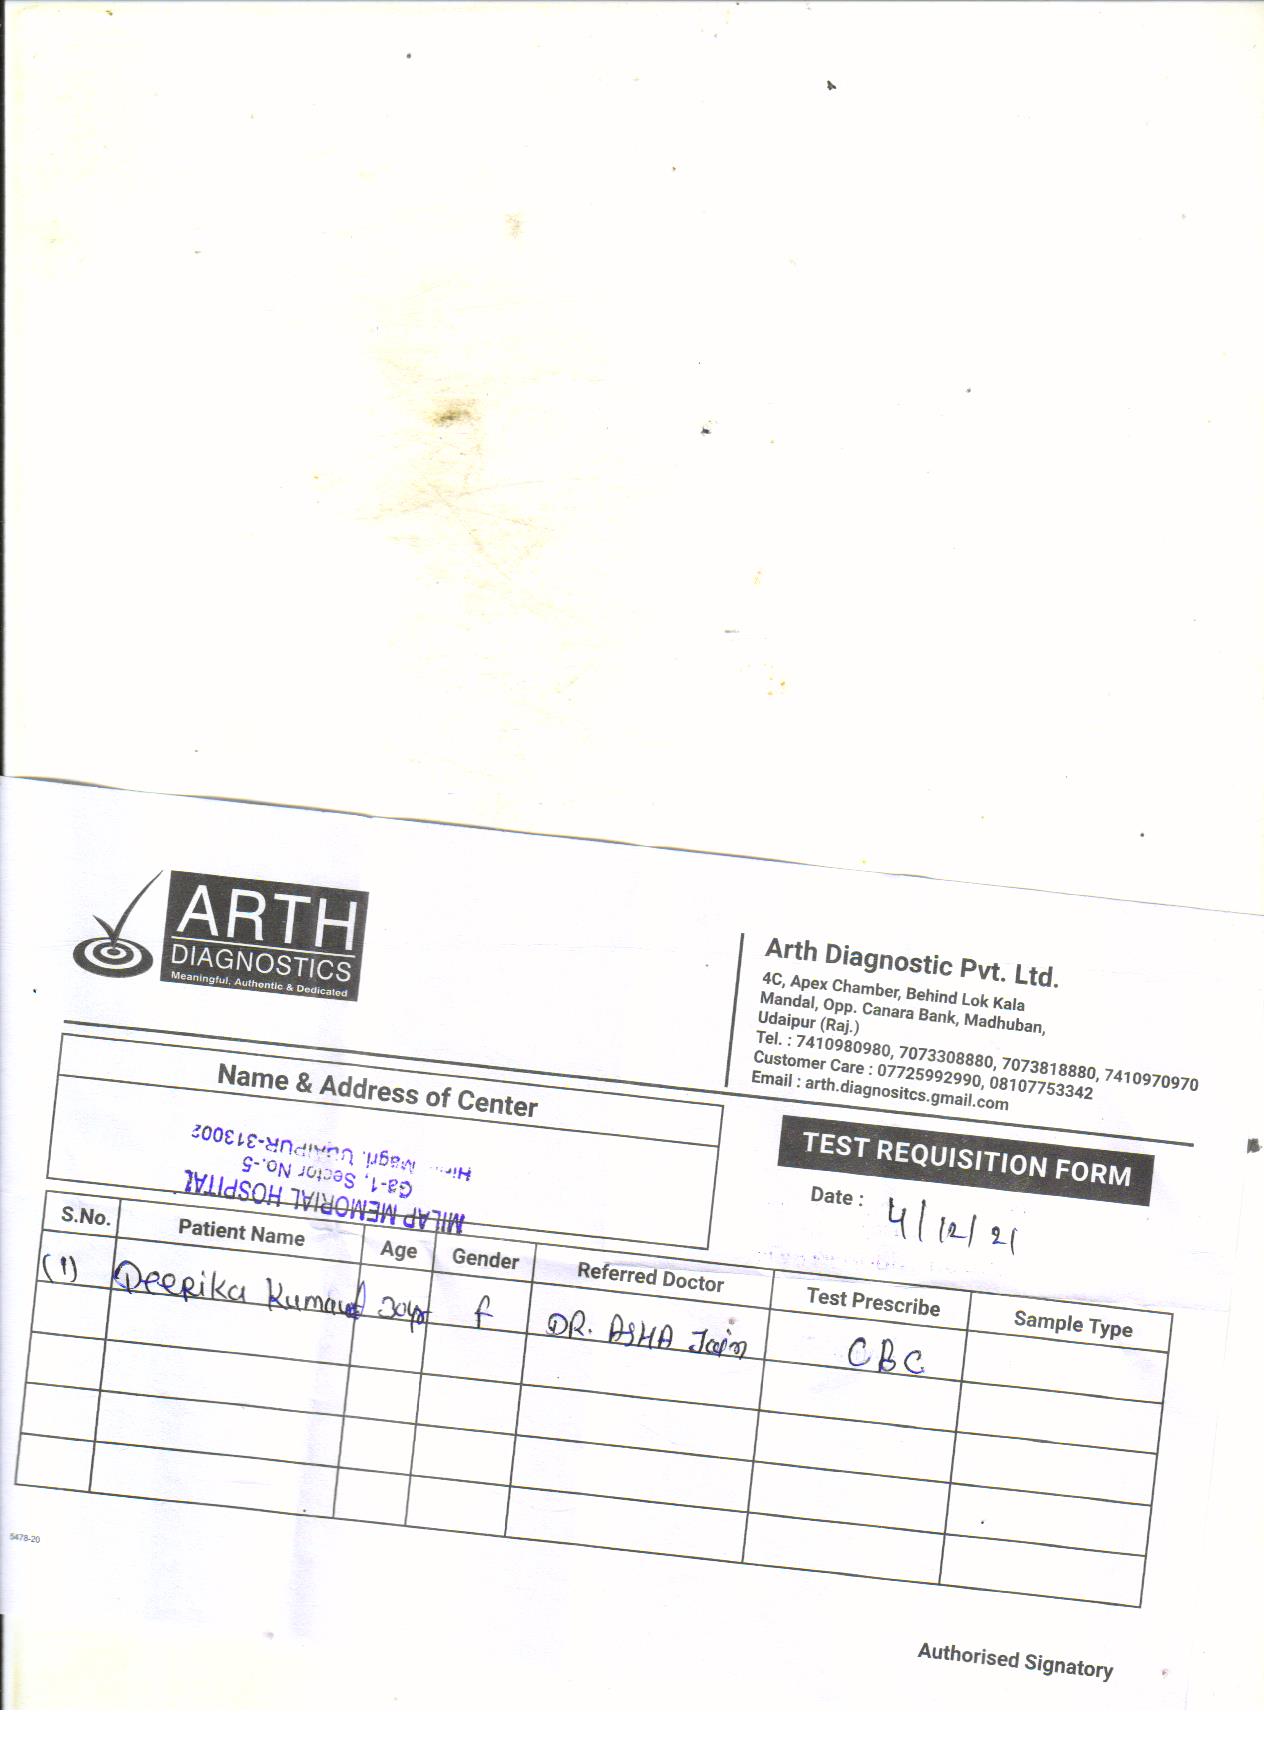 ARTH
DIAGNOSTICS
Meaningful, Authentic & Dedicated
Arth Diagnostic Pvt. Ltd.
4C, Apex Chamber, Behind Lok Kala
Mandal, Opp. Canara Bank, Madhuban,
Udaipur (Raj.)
Tel. : 7410980980, 7073308880, 7073818880, 7410970970
Customer Care : 07725992990, 08107753342
Email : arth.diagnositcs.gmail.com
Name & Address of Center
MILAP MEMORIAL HOSPITAL
Ga-1, Sector No.-5
Magri, UDAIPUR-313002
TEST REQUISITION FORM
Date : 4/12/21
S.No. Patient Name Age Gender Referred Doctor Test Prescribe Sample Type
(1) Deepika 30yr f DR. ASHA Jain CBC
5478-20
Authorised Signatory